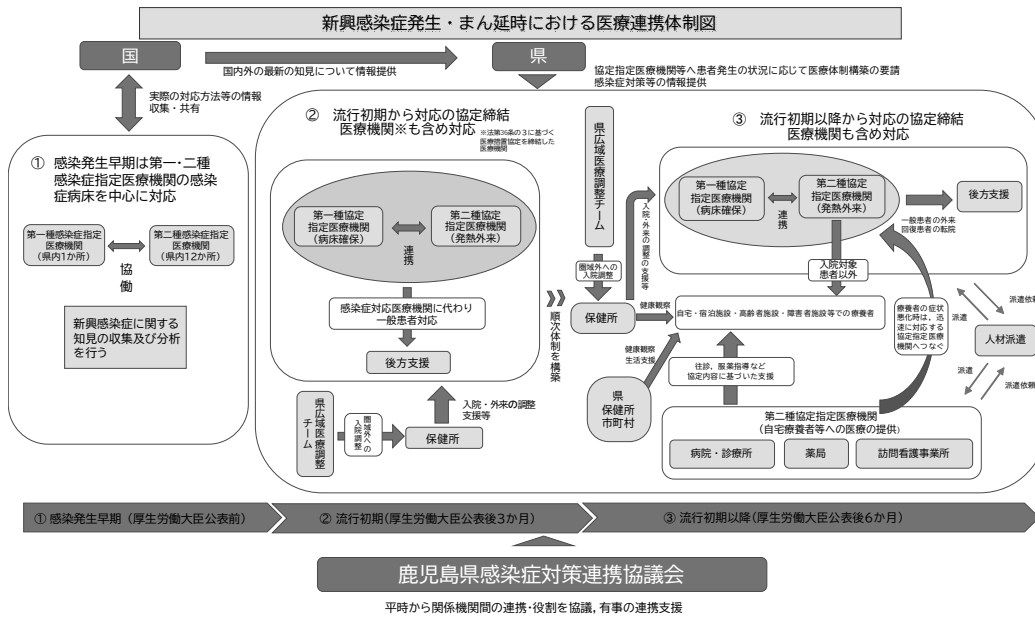 新興感染症発生・まん延時における医療連携体制図
国
県
国内外の最新の知見について情報提供
協定指定医療機関等へ患者発生の状況に応じて医療体制構築の要請
感染症対策等の情報提供
実際の対応方法等の情報
収集・共有
① 感染発生早期は第一・二種
感染症指定医療機関の感染
症病床を中心に対応
第一種感染症指定
医療機関
(県内1か所)
第二種感染症指定
医療機関
(県内12か所)
協
働
新興感染症に関する
知見の収集及び分析
を行う
② 流行初期から対応の協定締結
医療機関※も含め対応
※法第36条の3に基づく
医療措置協定を締結した
医療機関
第一種協定
指定医療機関
(病床確保)
第二種協定
指定医療機関
(発熱外来)
連携
感染症対応医療機関に代わり
一般患者対応
後方支援
入院・外来の調整
支援等
県広域医療調整
チーム
圏域外への
入院調整
保健所
順次体制を構築
県広域医療調整チーム
圏域外への
入院調整
保健所
入院・外来の調整
の支援等
③ 流行初期以降から対応の協定締結
医療機関も含め対応
第一種協定
指定医療機関
(病床確保)
第二種協定
指定医療機関
(発熱外来)
連携
後方支援
一般患者の外来
回復患者の転院
入院対象
患者以外
健康観察
自宅・宿泊施設・高齢者施設・障害者施設等での療養者
健康観察
生活支援
県
保健所
市町村
往診、服薬指導など
協定内容に基づいた支援
療養者の症状
悪化時は，迅
速に対応する
協定指定医療
機関へつなぐ
派遣依頼
派遣
人材派遣
派遣
派遣依頼
第二種協定指定医療機関
(自宅療養者等への医療の提供)
病院・診療所
薬局
訪問看護事業所
① 感染発生早期（厚生労働大臣公表前）
② 流行初期(厚生労働大臣公表後3か月)
③ 流行初期以降(厚生労働大臣公表後6か月)
鹿児島県感染症対策連携協議会
平時から関係機関間の連携・役割を協議，有事の連携支援